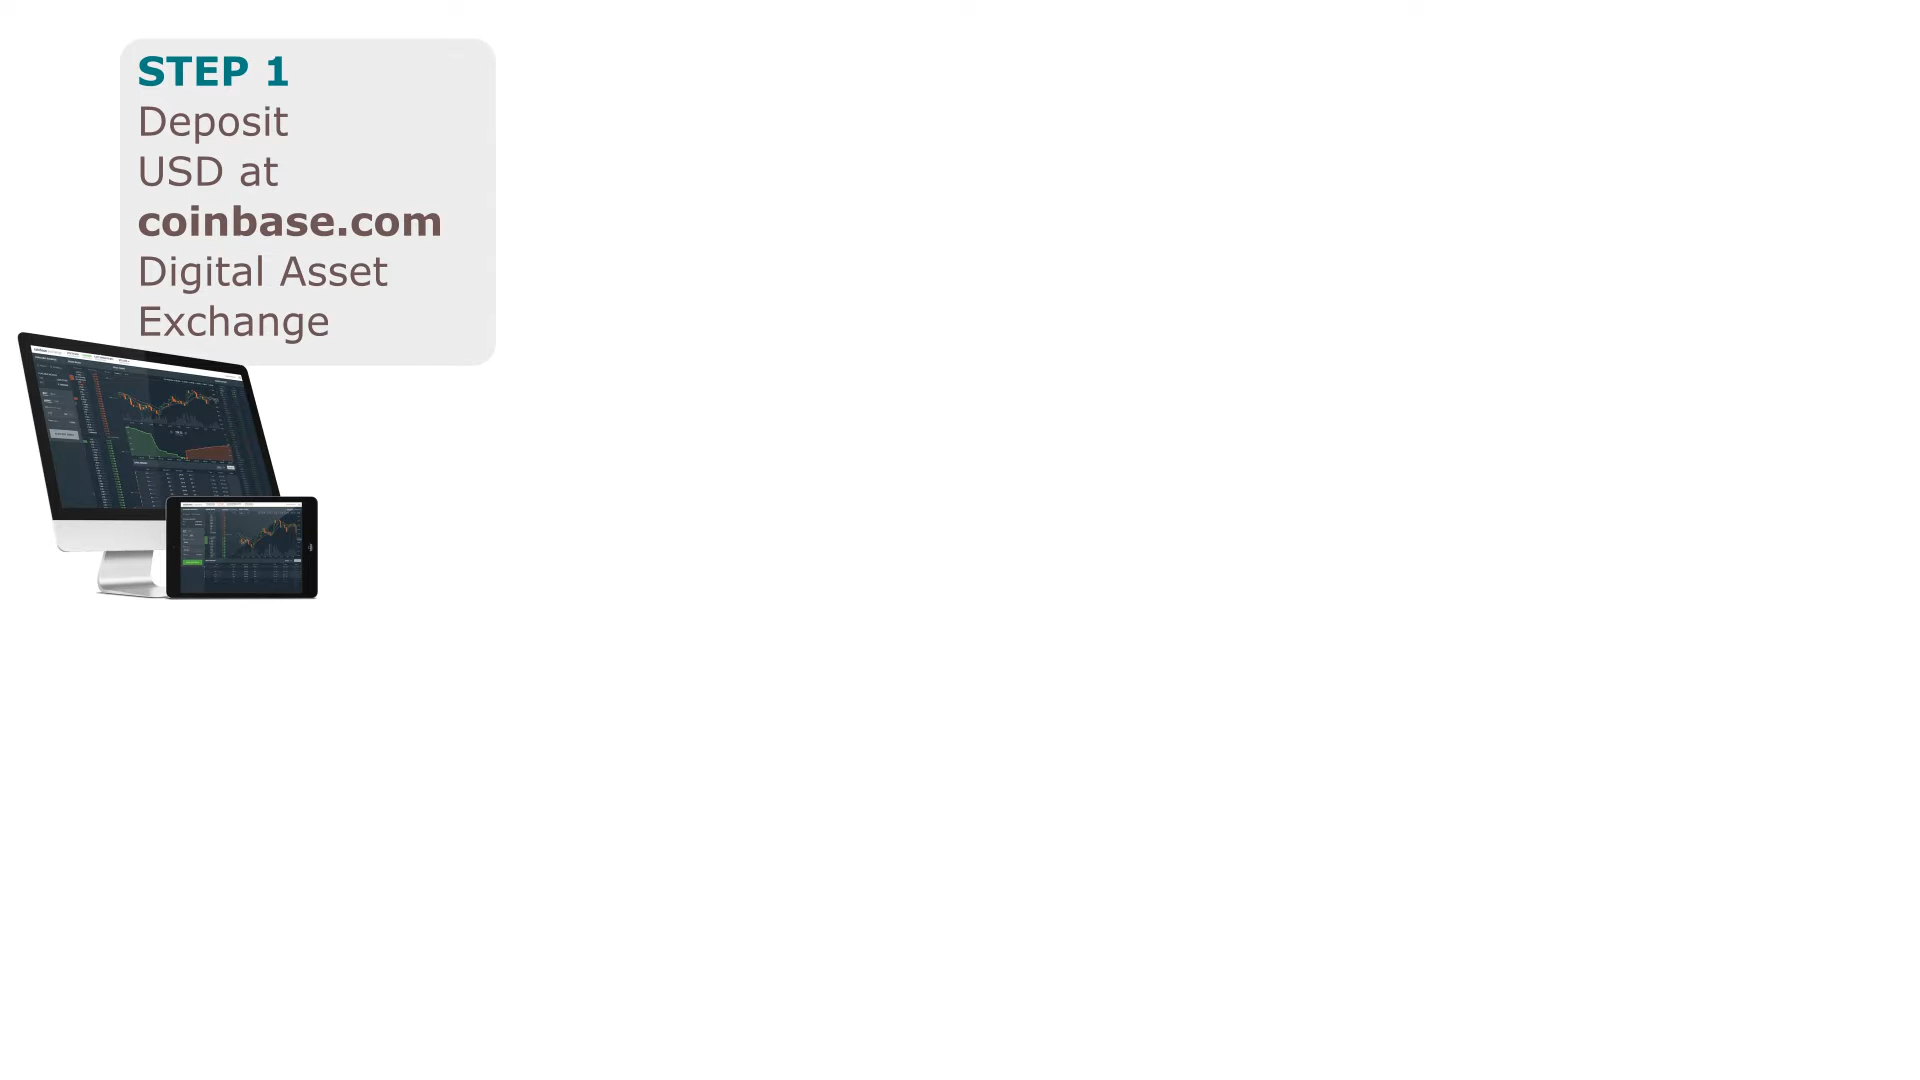 STEP 1
Deposit
USD at
coinbase.com
Digital Asset
Exchange